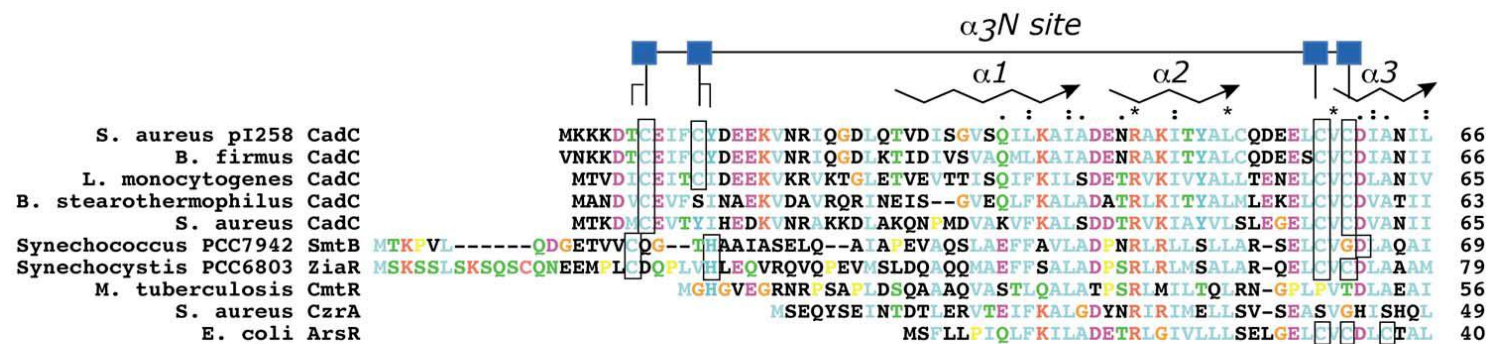 α3N site
α1 α2 α3
. : :. .* : * : * .:. :
S. aureus pI258 CadC MKKKDTCEIFCYDEEKVNRIQGDLQTVDISGVSQILKAIADENRAKITYALCQDEELCVCDIANIL 66
B. firmus CadC VNKKDTCEIFCYDEEKVNRIQGDLKTIDIVSVAQMLKAIADENRAKITYALCQDEESCVCDIANII 66
L. monocytogenes CadC MTVDICEITCIDEEKVKRVKTGLETVEVTTISQIFKILSDETRVKIVYALLTENELCVCDLANIV 65
B. stearothermophilus CadC MANDVCEVFSINAEKVDAVRQRINEIS--GVEQLFKALADATRLKITYALCTEKELCVCDVATII 63
S. aureus CadC MTKDMCEVTYIHEDKVNRAKKDLAKQNPMDVAKVFKALSDDTRVKIAYVLSLEGELCVCDVANII 65
Synechococcus PCC7942 SmtB MTKPVL------QDGETVVCQG--THAAIASELQ--AIAPEVAQSLAEFFAVLADPNRLRLLSLLAR-SELCVGDLAQAI 69
Synechocystis PCC6803 ZiaR MSKSSLSKSQSCQNEEMPLCDQPLVHLEQVRQVQPEVMSLDQAQQMAEFFSALADPSRLRLMSALAR-QELCVCDLAAAM 79
M. tuberculosis CmtR MGHGVEGRNRPSAPLDSQAAAQVASTLQALATPSRLMILTQLRN-GPLPVTDLAEAI 56
S. aureus CzrA MSEQYSEINTDTLERVTEIFKALGDYNRIRIMELLSV-SEASVGHISHQL 49
E. coli ArsR MSFLLPIQLFKILADETRLGIVLLLSELGELCVCDLCTAL 40